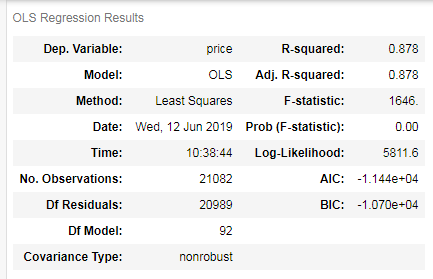 OLS Regression Results
Dep. Variable: price R-squared: 0.878
Model: OLS Adj. R-squared: 0.878
Method: Least Squares F-statistic: 1646.
Date: Wed, 12 Jun 2019 Prob (F-statistic): 0.00
Time: 10:38:44 Log-Likelihood: 5811.6
No. Observations: 21082 AIC: -1.144e+04
Df Residuals: 20989 BIC: -1.070e+04
Df Model: 92
Covariance Type: nonrobust